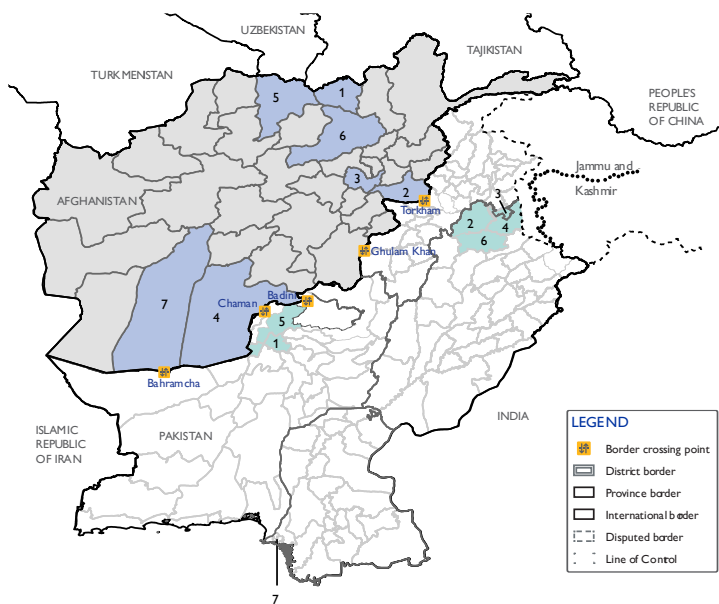 UZBEKISTAN
TAJIKISTAN
TURKMENSTAN
PEOPLE'S
REPUBLIC
OF CHINA
5
1
6
3
2
Jammu and
Kashmir
AFGHANISTAN
Torkham
3
2
4
6
Ghulam Khan
7
4
Chaman
Badini
5
1
Bahramcha
ISLAMIC
REPUBLIC
OF IRAN
PAKISTAN
INDIA
LEGEND
Border crossing point
District border
Province border
International border
Disputed border
Line of Control
7